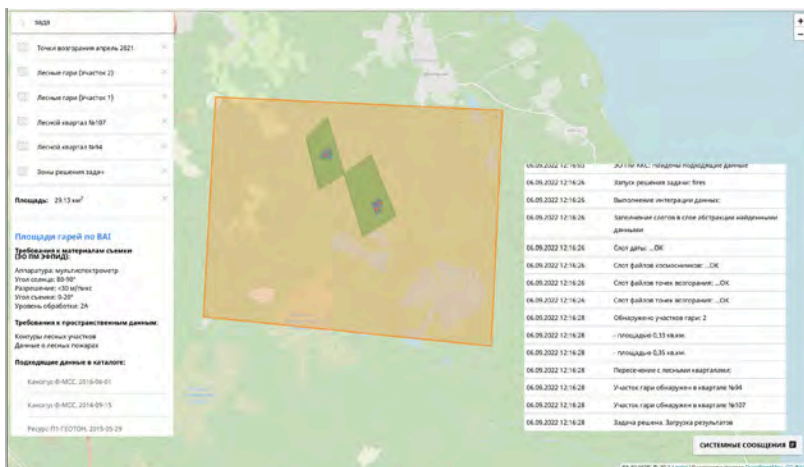 зада
Точки возгорания апрель 2021
Лесные гари (Участок 2)
Лесные гари (Участок 1)
Лесной квартал №107
Лесной квартал №94
Зоны решения задач
Площадь: 29.13 км²
Площади гарей по BAI
Требования к материалам съемки
(ЗО ПМ ЭФПИД):
Аппаратура: мультиспектрометр
Угол солнца: 80-90°
Разрешение: <30 м/пикс
Угол съемки: 0-20°
Уровень обработки: 2А
Требования к пространственным данным:
Контуры лесных участков
Данные о лесных пожарах
Подходящие данные в каталоге:
Канопус-В-МСС, 2016-06-01
Канопус-В-МСС, 2014-09-15
Ресурс-П1-ГЕОТОН, 2015-05-29
06.09.2022 12:16:26 Запуск решения задачи: fires
06.09.2022 12:16:26 Выполнение интеграции данных:
06.09.2022 12:16:26 Заполнение слотов в слое абстракции найденными
данными
06.09.2022 12:16:26 Слот даты: ...ОК
06.09.2022 12:16:26 Слот файлов космоснимков: ...ОК
06.09.2022 12:16:26 Слот файлов точек возгорания: ...ОК
06.09.2022 12:16:26 Слот файлов точек возгорания: ...ОК
06.09.2022 12:16:28 Обнаружено участков гари: 2
06.09.2022 12:16:28 - площадью 0,33 кв.км.
06.09.2022 12:16:28 - площадью 0,35 кв.км.
06.09.2022 12:16:28 Пересечение с лесными кварталами:
06.09.2022 12:16:28 Участок гари обнаружен в квартале №94
06.09.2022 12:16:28 Участок гари обнаружен в квартале №107
06.09.2022 12:16:28 Задача решена. Загрузка результатов
СИСТЕМНЫЕ СООБЩЕНИЯ